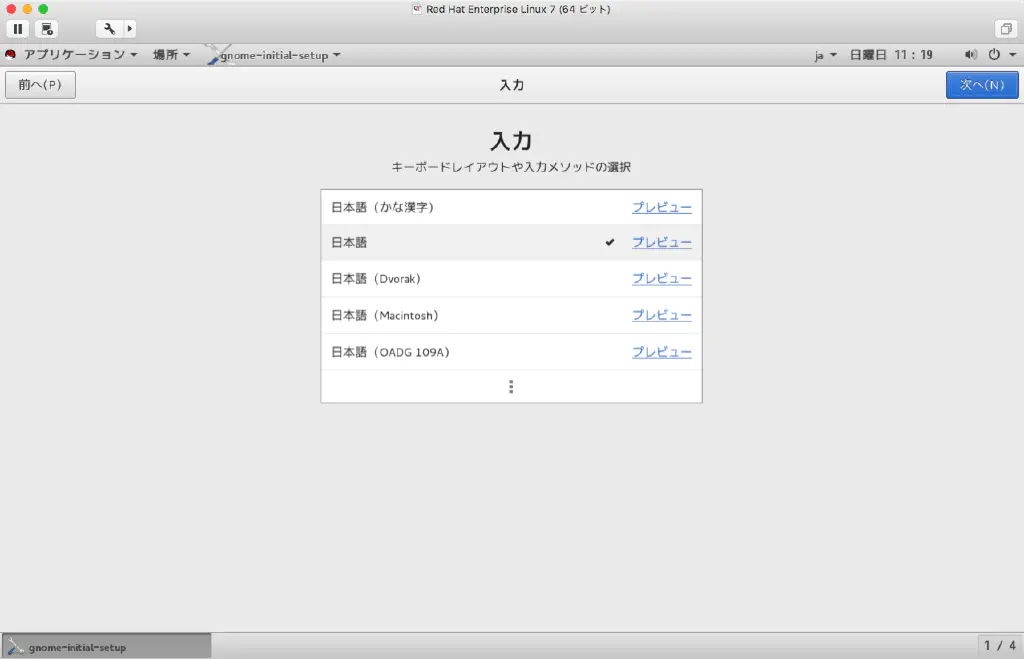 Red Hat Enterprise Linux 7 (64 ビット)
アプリケーション 場所 gnome-initial-setup ja 日曜日 11:19
前へ(P) 入力 次へ(N)
入力
キーボードレイアウトや入力メソッドの選択
日本語 (かな漢字) プレビュー
日本語 ✔ プレビュー
日本語 (Dvorak) プレビュー
日本語 (Macintosh) プレビュー
日本語 (OADG 109A) プレビュー
gnome-initial-setup 1 / 4